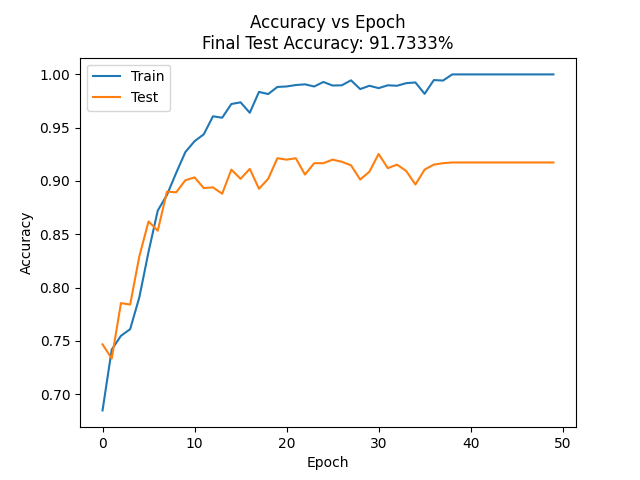 Accuracy vs Epoch
Final Test Accuracy: 91.7333%
Train
Test
1.00
0.95
0.90
0.85
0.80
0.75
0.70
Accuracy
0 10 20 30 40 50
Epoch